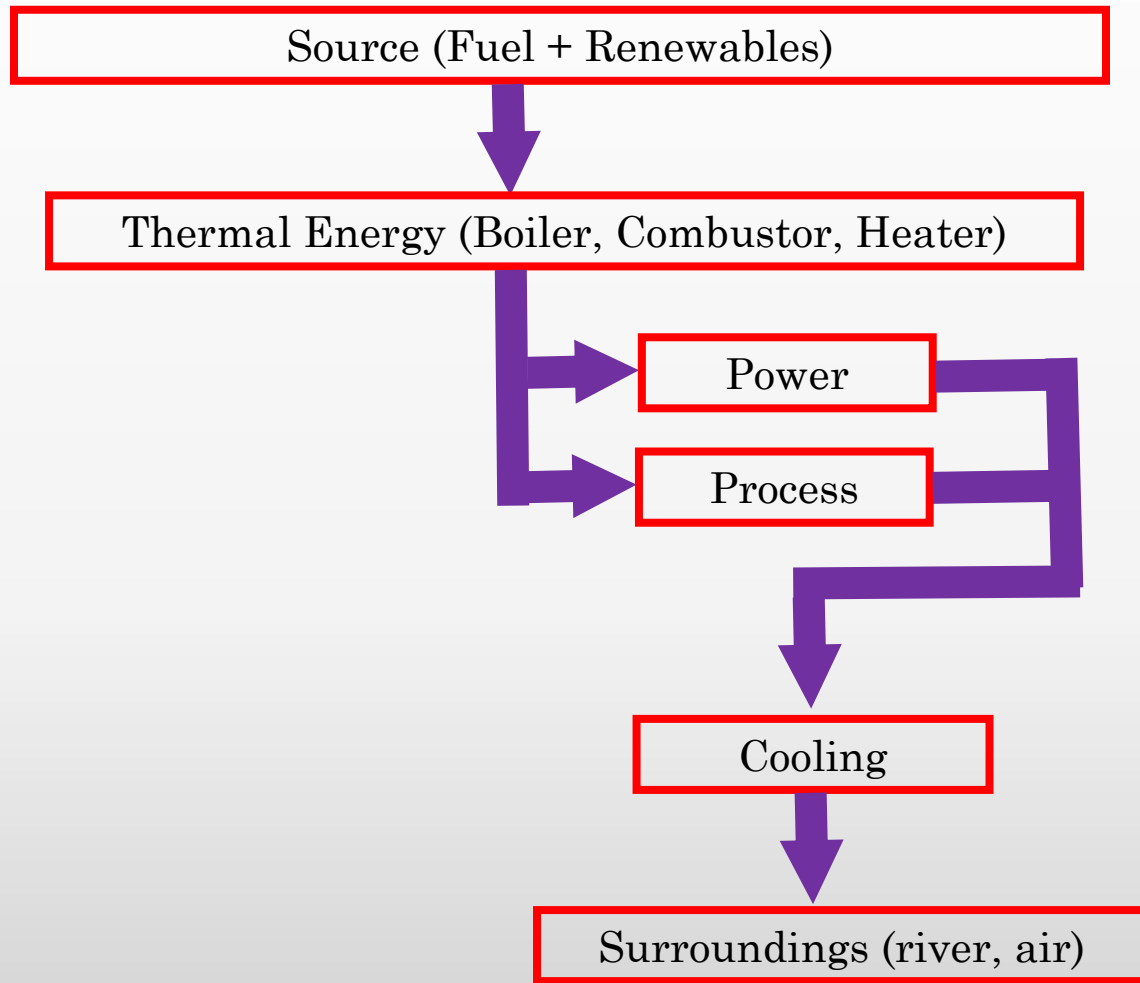 Source (Fuel + Renewables)
Thermal Energy (Boiler, Combustor, Heater)
Power
Process
Cooling
Surroundings (river, air)